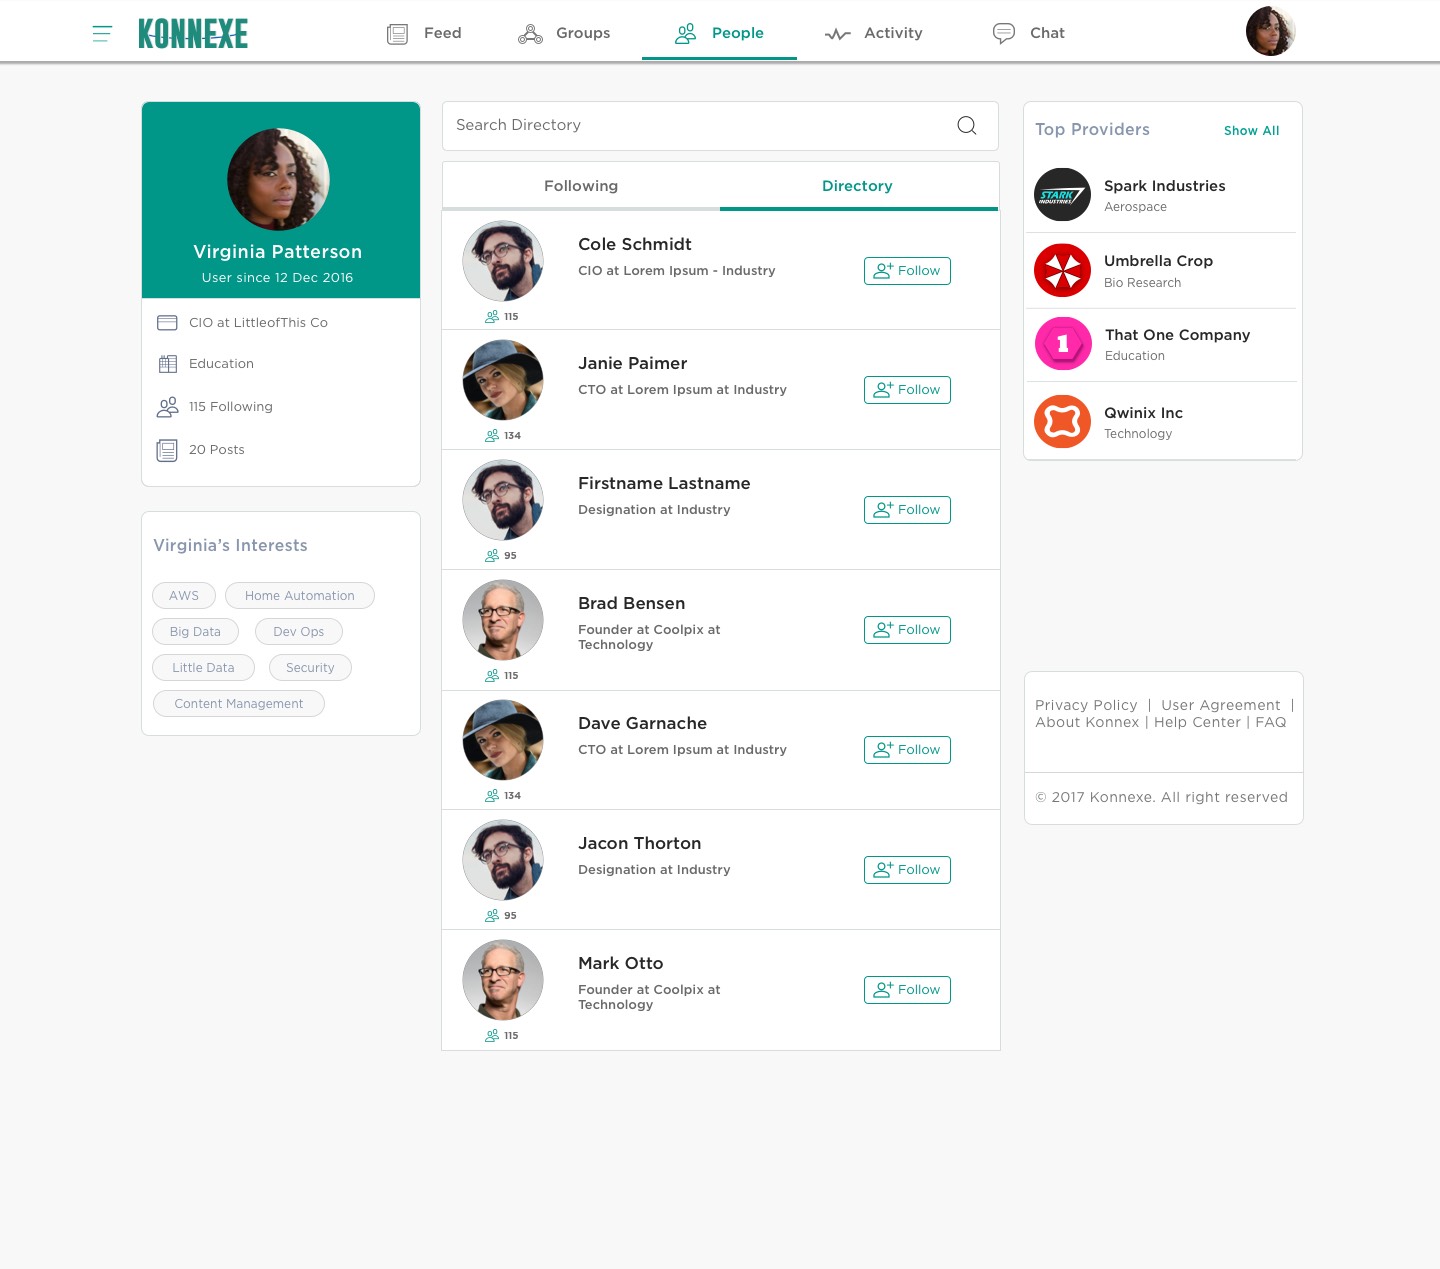 KONNEXE
Feed
Groups
People
Activity
Chat
Virginia Patterson
User since 12 Dec 2016
CIO at LittleofThis Co
Education
115 Following
20 Posts
Virginia’s Interests
AWS
Home Automation
Big Data
Dev Ops
Little Data
Security
Content Management
Search Directory
Following
Directory
Cole Schmidt
CIO at Lorem Ipsum - Industry
Follow
115
Janie Paimer
CTO at Lorem Ipsum at Industry
Follow
134
Firstname Lastname
Designation at Industry
Follow
95
Brad Bensen
Founder at Coolpix at
Technology
Follow
115
Dave Garnache
CTO at Lorem Ipsum at Industry
Follow
134
Jacon Thorton
Designation at Industry
Follow
95
Mark Otto
Founder at Coolpix at
Technology
Follow
115
Top Providers
Show All
STARK
INDUSTRIES
Spark Industries
Aerospace
Umbrella Crop
Bio Research
1
That One Company
Education
Qwinix Inc
Technology
Privacy Policy | User Agreement |
About Konnex | Help Center | FAQ
© 2017 Konnexe. All right reserved